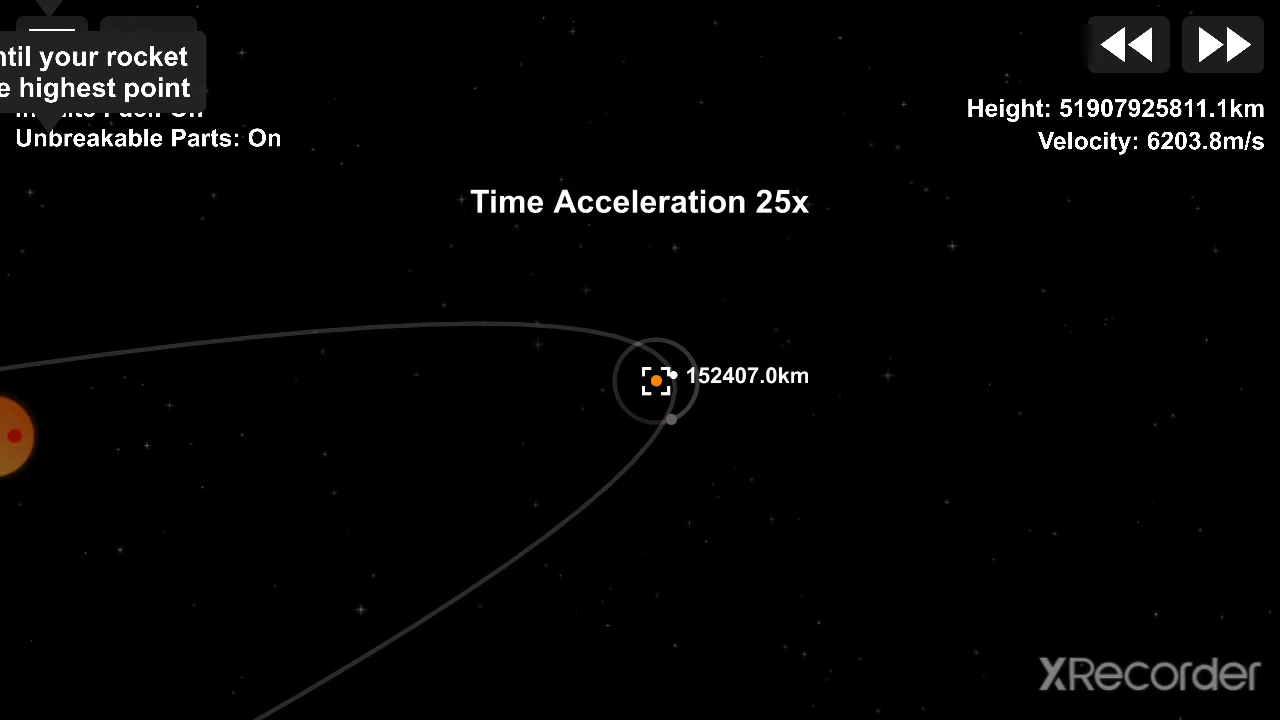 ntil your rocket
e highest point
Unbreakable Parts: On
Height: 51907925811.1km
Velocity: 6203.8m/s
Time Acceleration 25x
152407.0km
XRecorder